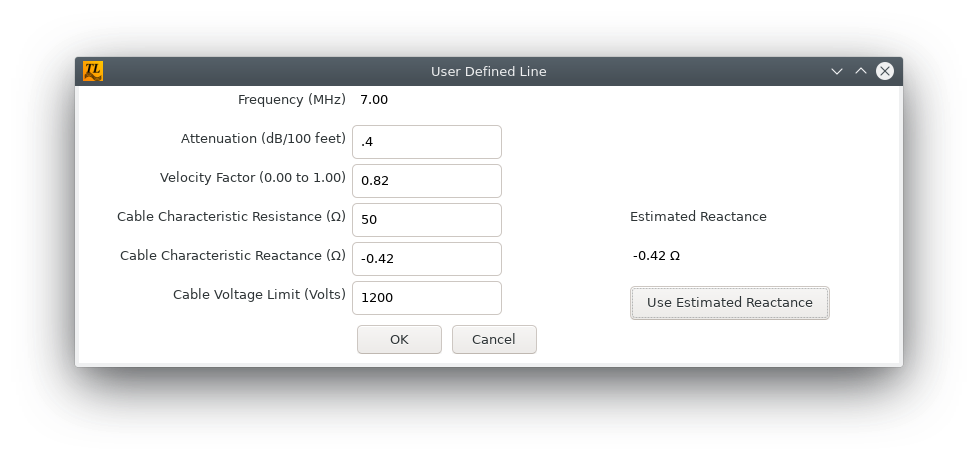 TL
User Defined Line
Frequency (MHz) 7.00
Attenuation (dB/100 feet) .4
Velocity Factor (0.00 to 1.00) 0.82
Cable Characteristic Resistance (Ω) 50 Estimated Reactance
Cable Characteristic Reactance (Ω) -0.42 -0.42 Ω
Cable Voltage Limit (Volts) 1200 Use Estimated Reactance
OK Cancel